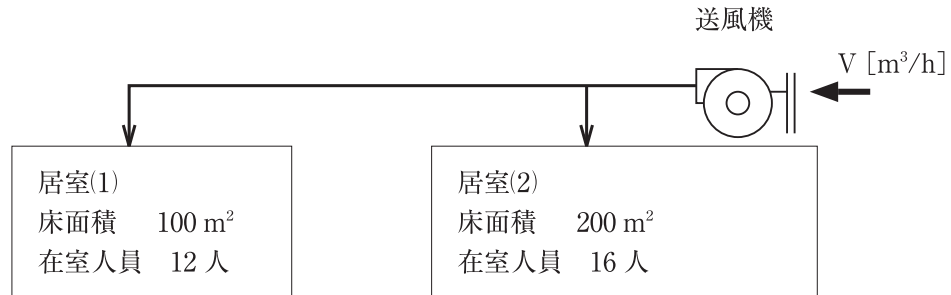 送風機
V [m³/h]
居室(1)
床面積 100 m²
在室人員 12 人
居室(2)
床面積 200 m²
在室人員 16 人